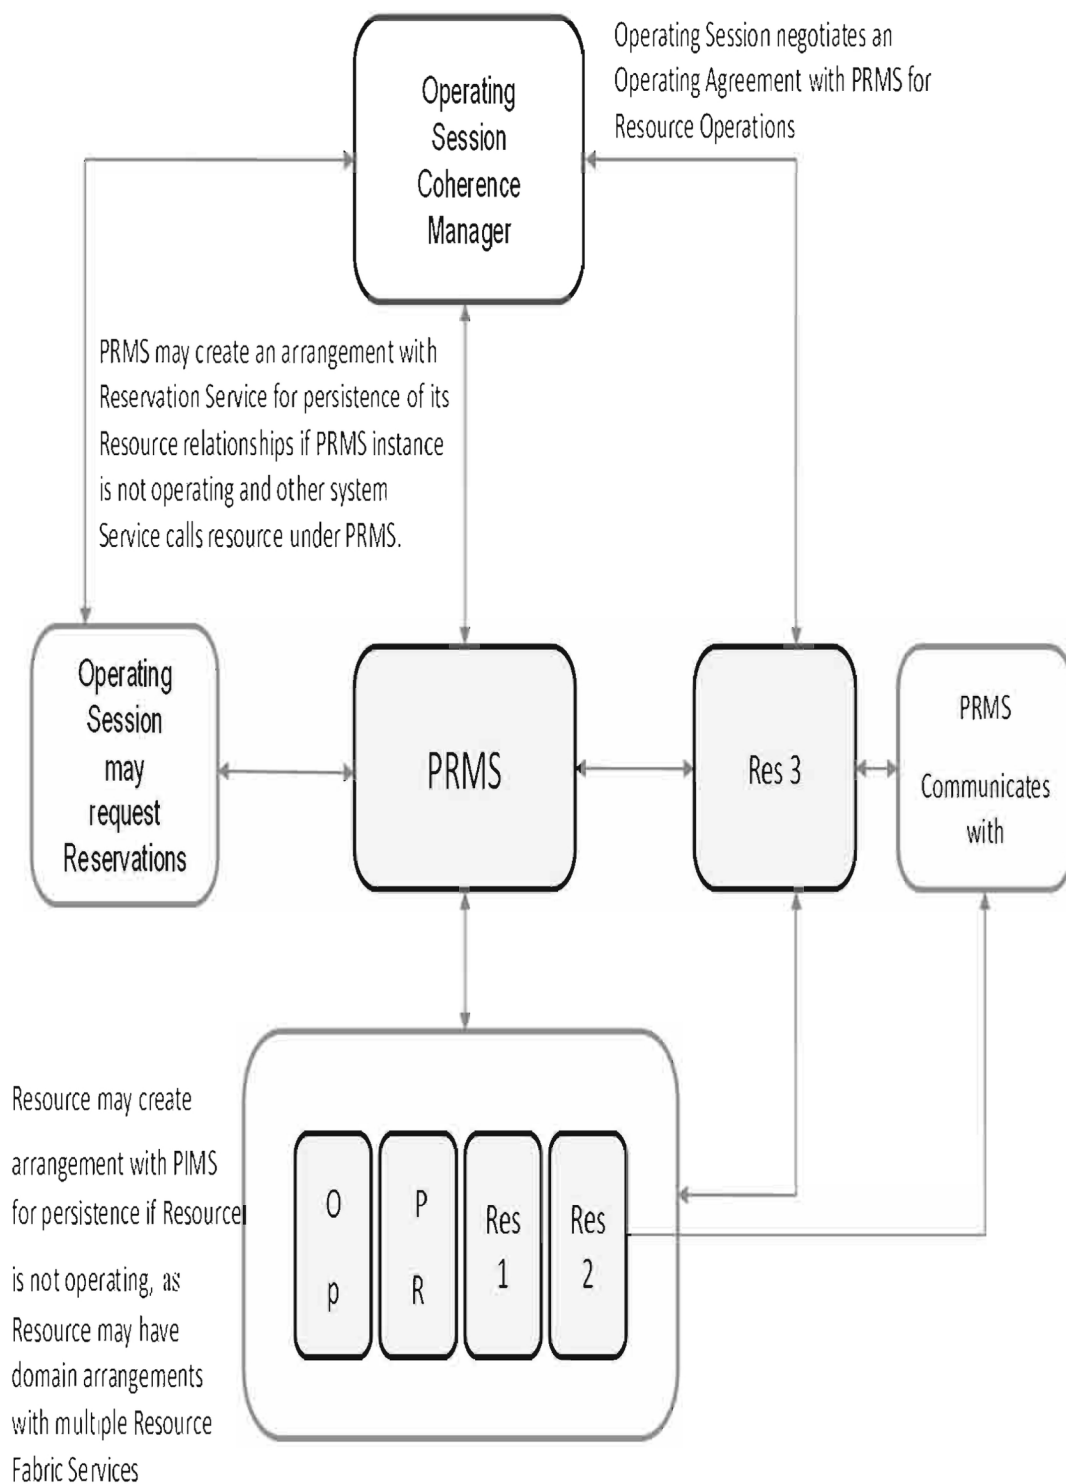 Operating
Session
Coherence
Manager
Operating Session negotiates an
Operating Agreement with PRMS for
Resource Operations
PRMS may create an arrangement with
Reservation Service for persistence of its
Resource relationships if PRMS instance
is not operating and other system
Service calls resource under PRMS.
Operating
Session
may
request
Reservations
PRMS
Res 3
PRMS
Communicates
with
Resource may create
arrangement with PIMS
for persistence if Resource
is not operating, as
Resource may have
domain arrangements
with multiple Resource
Fabric Services
O
p
P
R
Res
1
Res
2